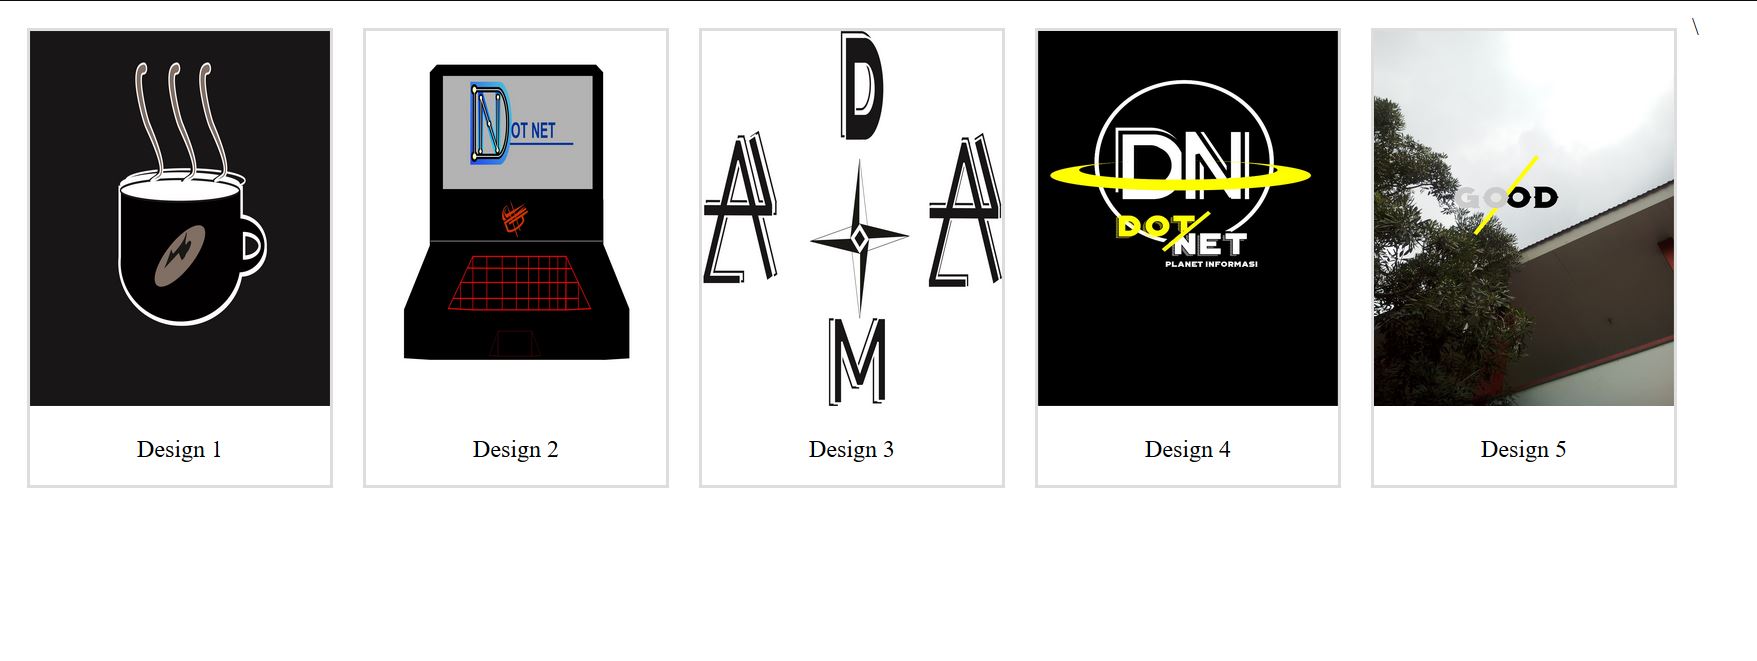 \
DOT NET
D
A A
M
DN
DOT
NET
PLANET INFORMASI
GOOD
Design 1
Design 2
Design 3
Design 4
Design 5